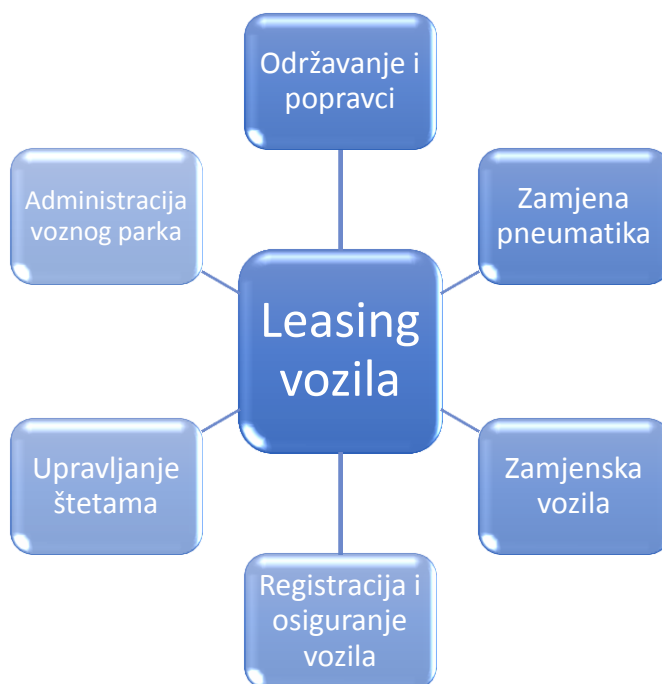 Održavanje i
popravci
Administracija
voznog parka
Zamjena
pneumatika
Leasing
vozila
Upravljanje
štetama
Zamjenska
vozila
Registracija i
osiguranje
vozila